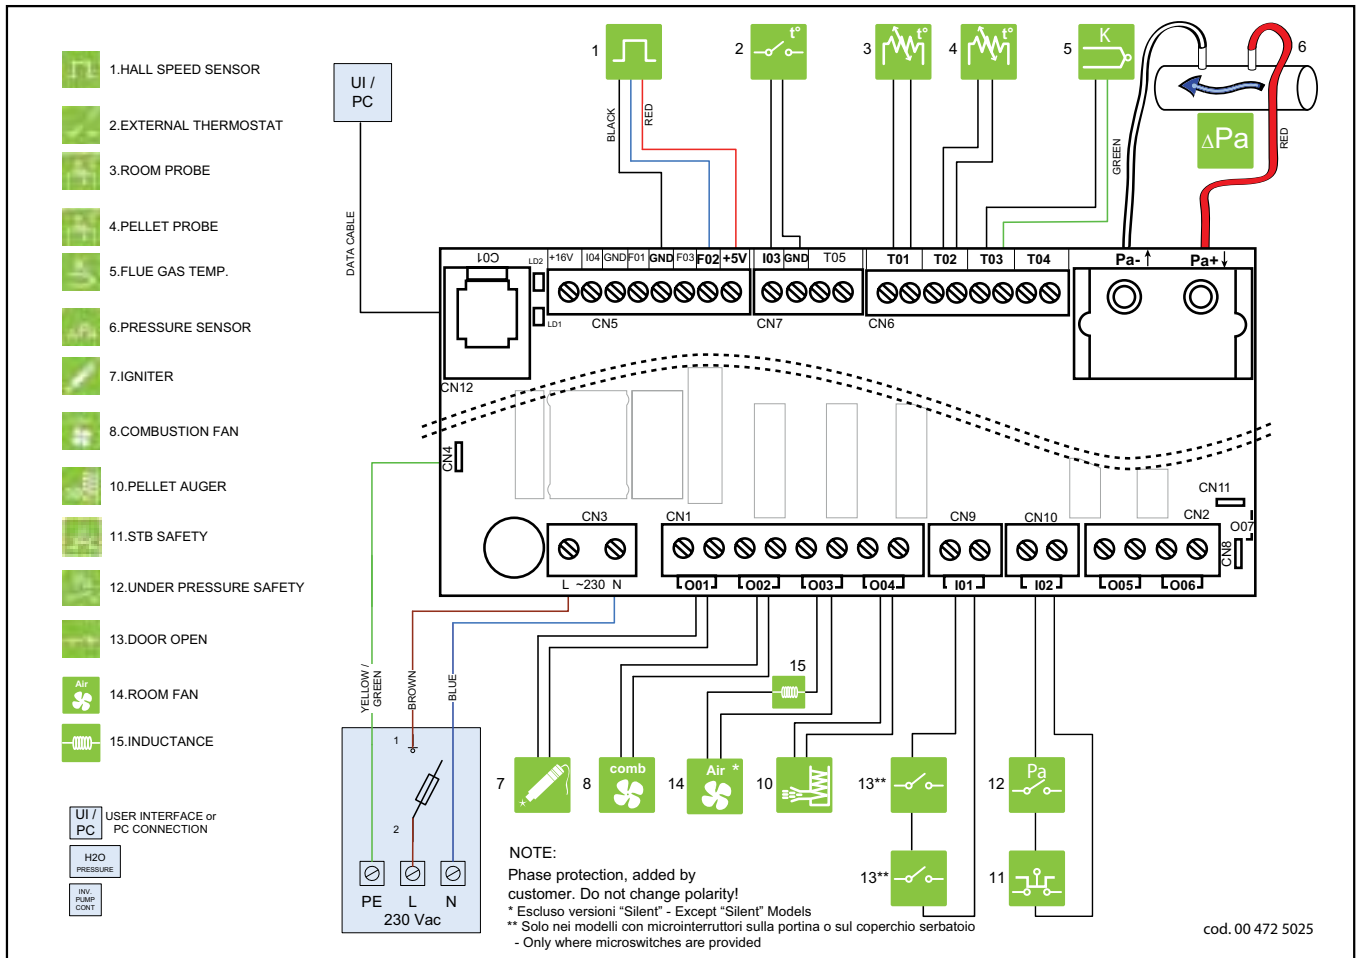 1.HALL SPEED SENSOR
2.EXTERNAL THERMOSTAT
3.ROOM PROBE
4.PELLET PROBE
5.FLUE GAS TEMP.
6.PRESSURE SENSOR
7.IGNITER
8.COMBUSTION FAN
10.PELLET AUGER
11.STB SAFETY
12.UNDER PRESSURE SAFETY
13.DOOR OPEN
Air
14.ROOM FAN
15.INDUCTANCE
UI / PC
USER INTERFACE or
PC CONNECTION
H2O
PRESSURE
INV.
PUMP
CONT
UI /
PC
DATA CABLE
1
2
t°
3
t°
4
t°
5
K
6
BLACK
RED
GREEN
ΔPa
RED
C01
LD2
+16V
I04
GND
F01
GND
F03
F02
+5V
I03
GND
T05
T01
T02
T03
T04
Pa-
Pa+
LD1
CN5
CN7
CN6
CN12
CN4
CN11
CN3
CN1
CN9
CN10
CN2
O07
CN8
L ~230 N
O01
O02
O03
O04
I01
I02
O05
O06
YELLOW /
GREEN
BROWN
BLUE
1
2
PE
L
N
230 Vac
15
7
8
comb
14
Air *
10
13**
12
Pa
13**
11
NOTE:
Phase protection, added by
customer. Do not change polarity!
* Escluso versioni “Silent” - Except “Silent” Models
** Solo nei modelli con microinterruttori sulla portina o sul coperchio serbatoio
- Only where microswitches are provided
cod. 00 472 5025